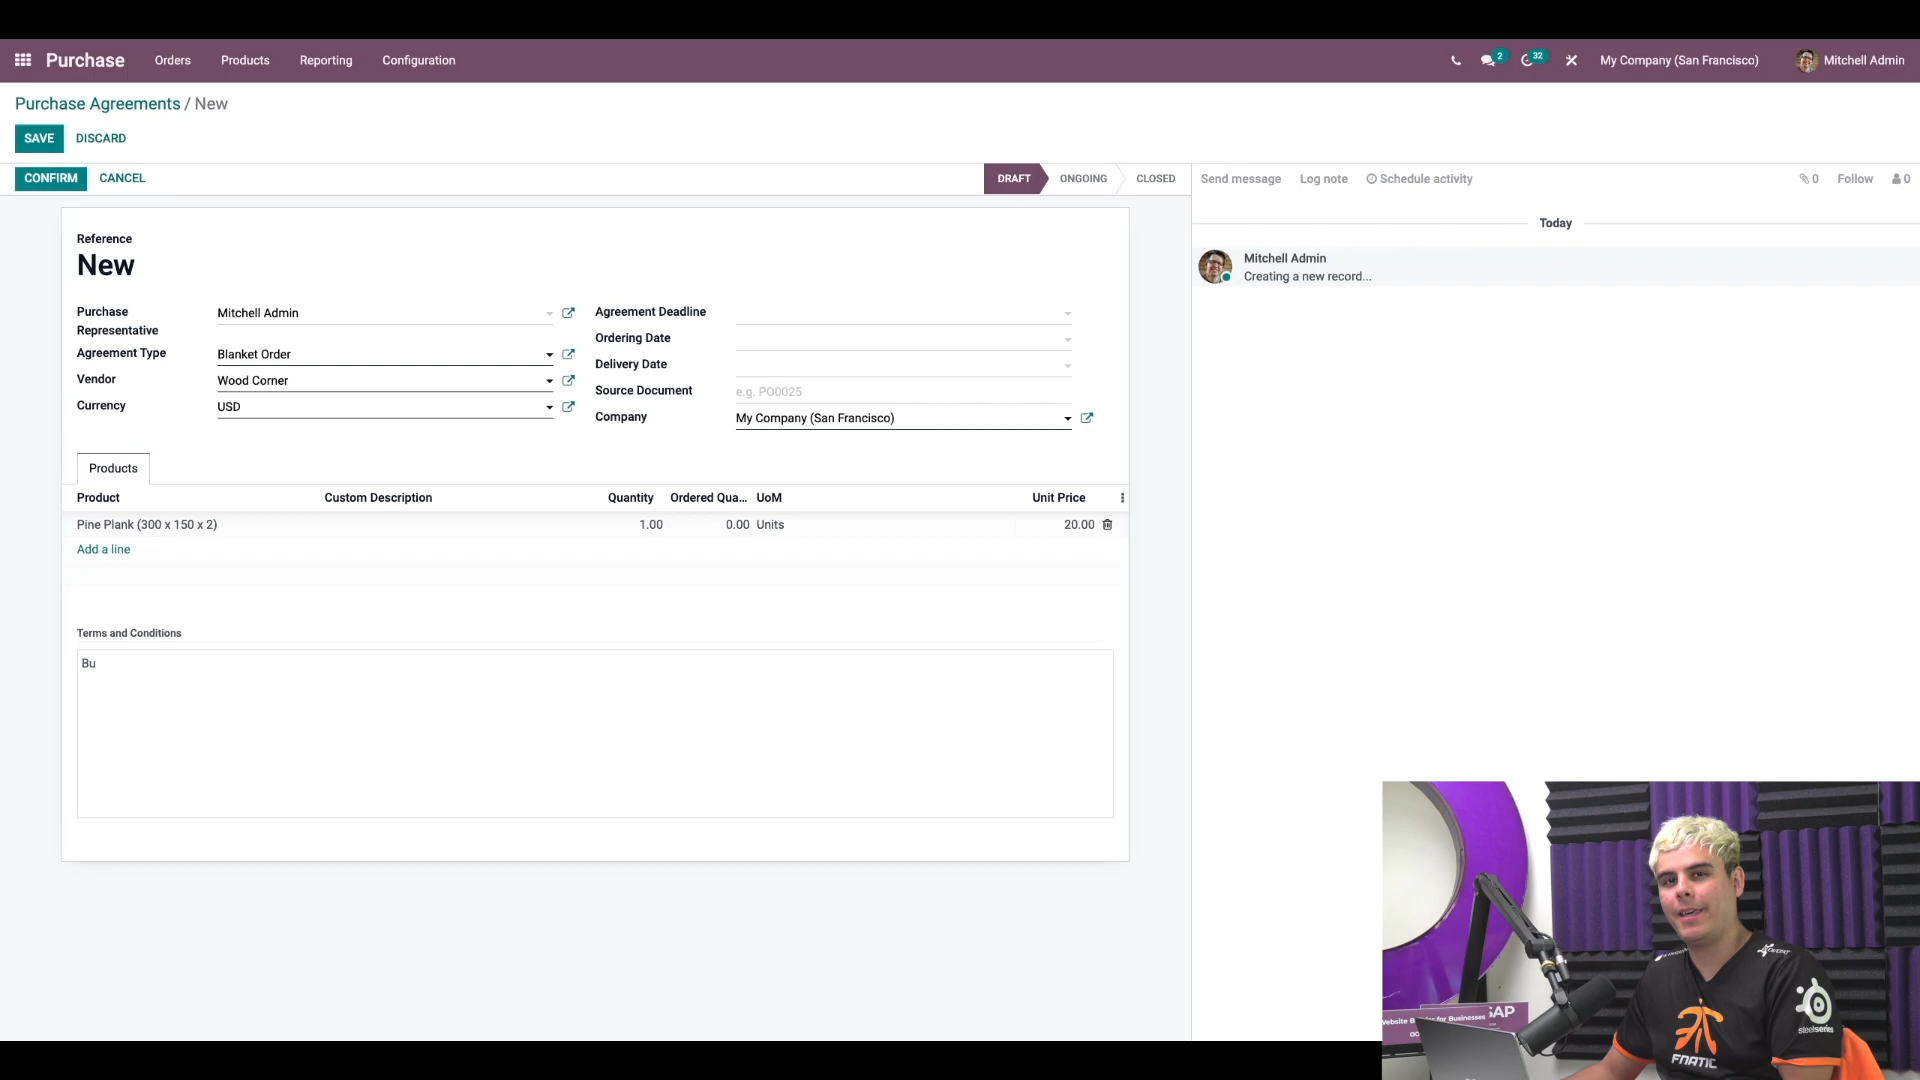 Purchase Orders Products Reporting Configuration 2 32 My Company (San Francisco) Mitchell Admin
Purchase Agreements / New
SAVE DISCARD
CONFIRM CANCEL DRAFT ONGOING CLOSED Send message Log note Schedule activity 0 Follow 0
Today
Mitchell Admin
Creating a new record...
Reference
New
Purchase Representative Mitchell Admin
Agreement Type Blanket Order
Vendor Wood Corner
Currency USD
Agreement Deadline
Ordering Date
Delivery Date
Source Document e.g. PO0025
Company My Company (San Francisco)
Products
Product Custom Description Quantity Ordered Qua... UoM Unit Price
Pine Plank (300 x 150 x 2) 1.00 0.00 Units 20.00
Add a line
Terms and Conditions
Bu
for Businesses
SAP
steelseries
FNATIC